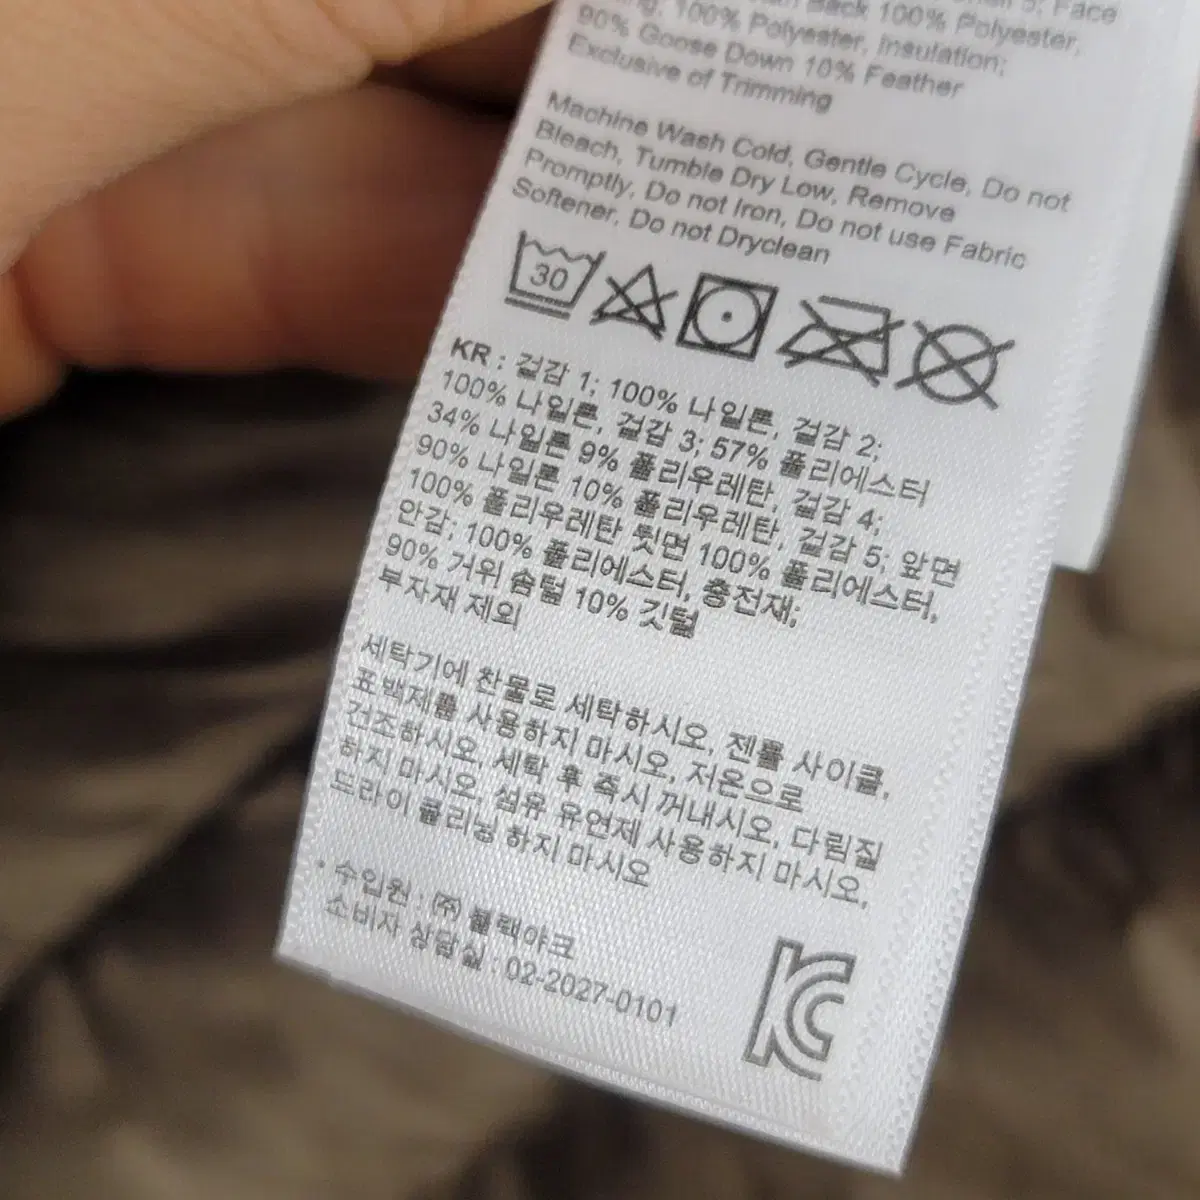 Face
Back 100% Polyester,
100% Polyester, Insulation;
90% Goose Down 10% Feather
Exclusive of Trimming
Machine Wash Cold, Gentle Cycle, Do not
Bleach, Tumble Dry Low, Remove
Promptly, Do not Iron, Do not use Fabric
Softener, Do not Dryclean
30
KR : 겉감 1; 100% 나일론, 겉감 2;
100% 나일론, 겉감 3; 57% 폴리에스터
34% 나일론 9% 폴리우레탄, 겉감 4;
90% 나일론 10% 폴리우레탄, 겉감 5; 앞면
100% 폴리우레탄 뒷면 100% 폴리에스터,
안감; 100% 폴리에스터, 충전재;
90% 거위 솜털 10% 깃털
부자재 제외
세탁기에 찬물로 세탁하시오, 젠틀 사이클,
표백제를 사용하지 마시오, 저온으로
건조하시오, 세탁 후 즉시 꺼내시오, 다림질
하지 마시오, 섬유 유연제 사용하지 마시오,
드라이 클리닝 하지 마시오
· 수입원 : ㈜ 블랙야크
소비자 상담실 : 02-2027-0101
KC